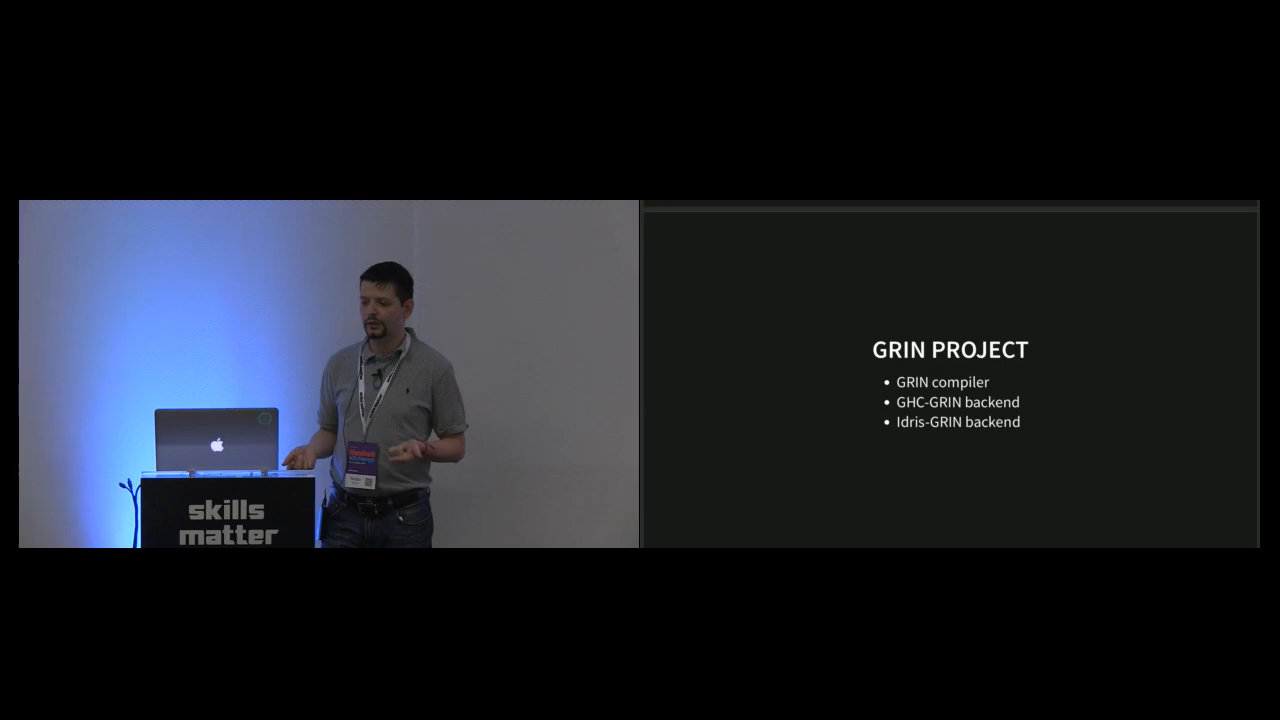 skills
matter
GRIN PROJECT
• GRIN compiler
• GHC-GRIN backend
• Idris-GRIN backend